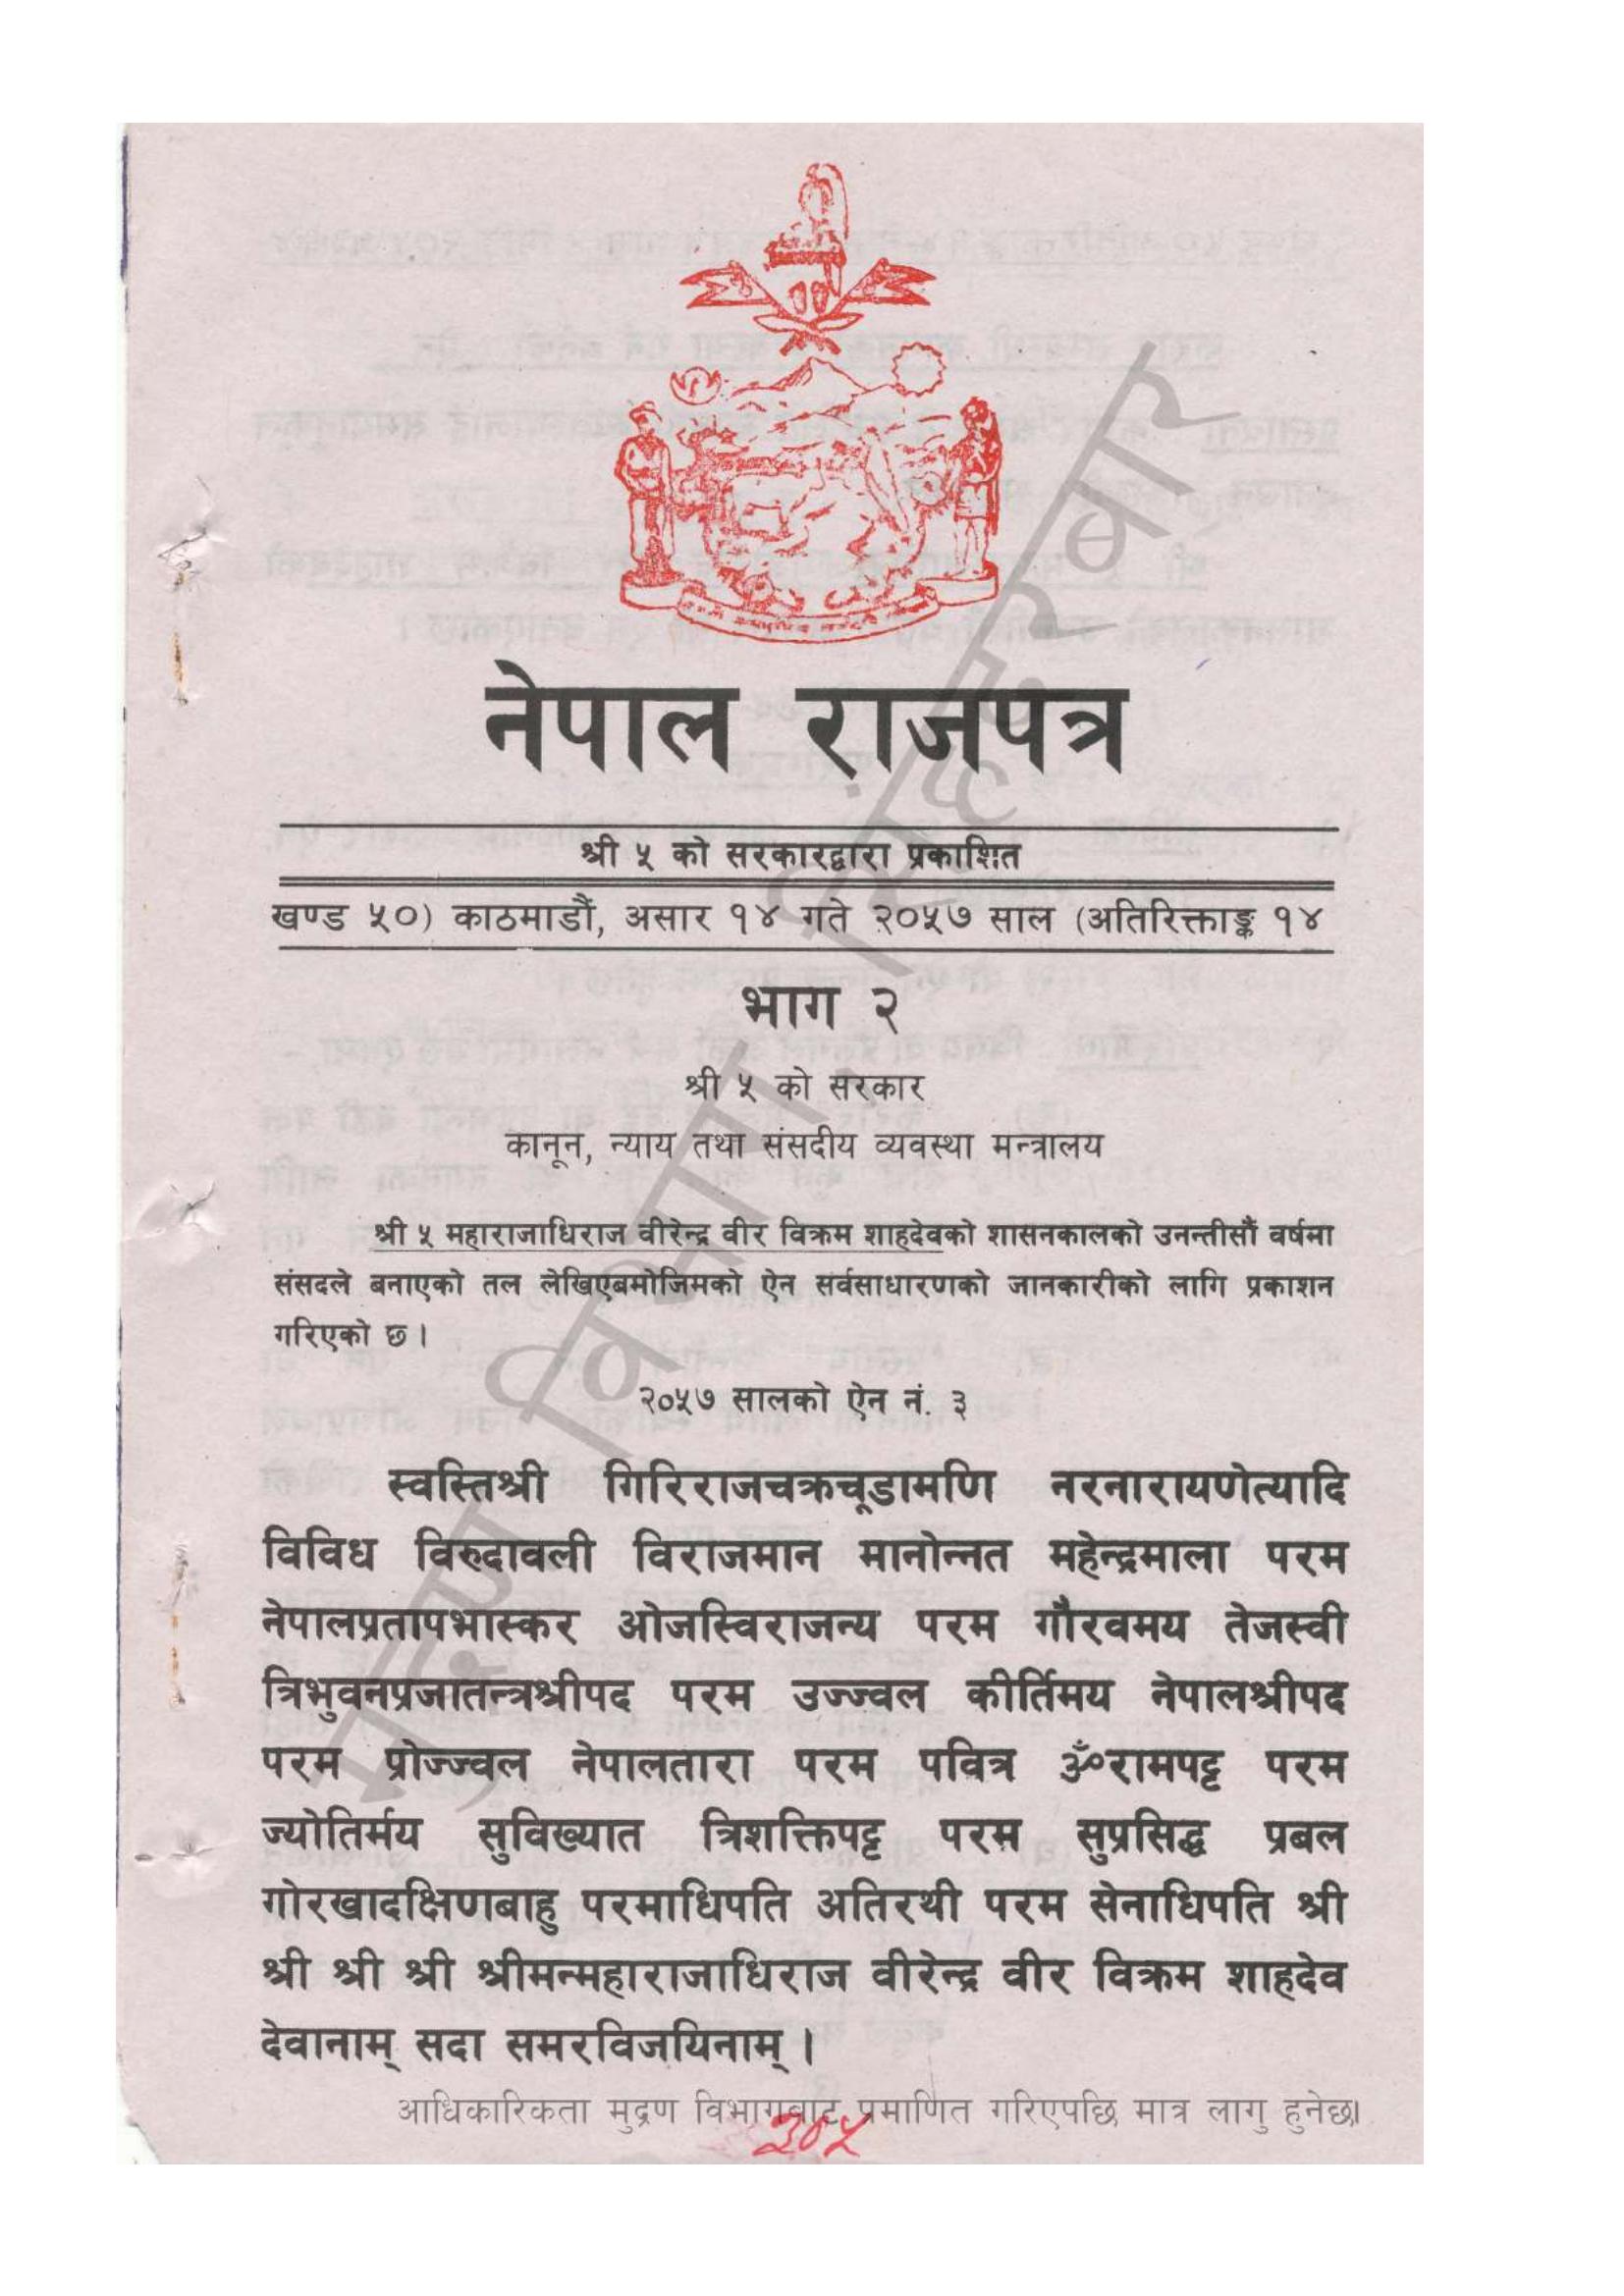 नेपाल राजपत्र
श्री ५ को सरकारद्वारा प्रकाशित
खण्ड ५०) काठमाडौं, असार १४ गते २०५७ साल (अतिरिक्ताङ्क १४
भाग २
श्री ५ को सरकार
कानून, न्याय तथा संसदीय व्यवस्था मन्त्रालय
श्री ५ महाराजाधिराज वीरेन्द्र वीर विक्रम शाहदेवको शासनकालको उनन्तीसौं वर्षमा
संसदले बनाएको तल लेखिएबमोजिमको ऐन सर्वसाधारणको जानकारीको लागि प्रकाशन
गरिएको छ ।
२०५७ सालको ऐन नं. ३
स्वस्तिश्री गिरिराजचक्रचूडामणि नरनारायणेत्यादि
विविध विरुदावली विराजमान मानोन्नत महेन्द्रमाला परम
नेपालप्रतापभास्कर ओजस्विराजन्य परम गौरवमय तेजस्वी
त्रिभुवनप्रजातन्त्रश्रीपद परम उज्ज्वल कीर्तिमय नेपालश्रीपद
परम प्रोज्ज्वल नेपालतारा परम पवित्र ॐरामपट्ट परम
ज्योतिर्मय सुविख्यात त्रिशक्तिपट्ट परम सुप्रसिद्ध प्रबल
गोरखादक्षिणबाहु परमाधिपति अतिरथी परम सेनाधिपति श्री
श्री श्री श्री श्रीमन्महाराजाधिराज वीरेन्द्र वीर विक्रम शाहदेव
देवानाम् सदा समरविजयिनाम् ।
आधिकारिकता मुद्रण विभागबाट प्रमाणित गरिएपछि मात्र लागु हुनेछ।
३०५
मुद्रण विभाग, सिंहदरबार